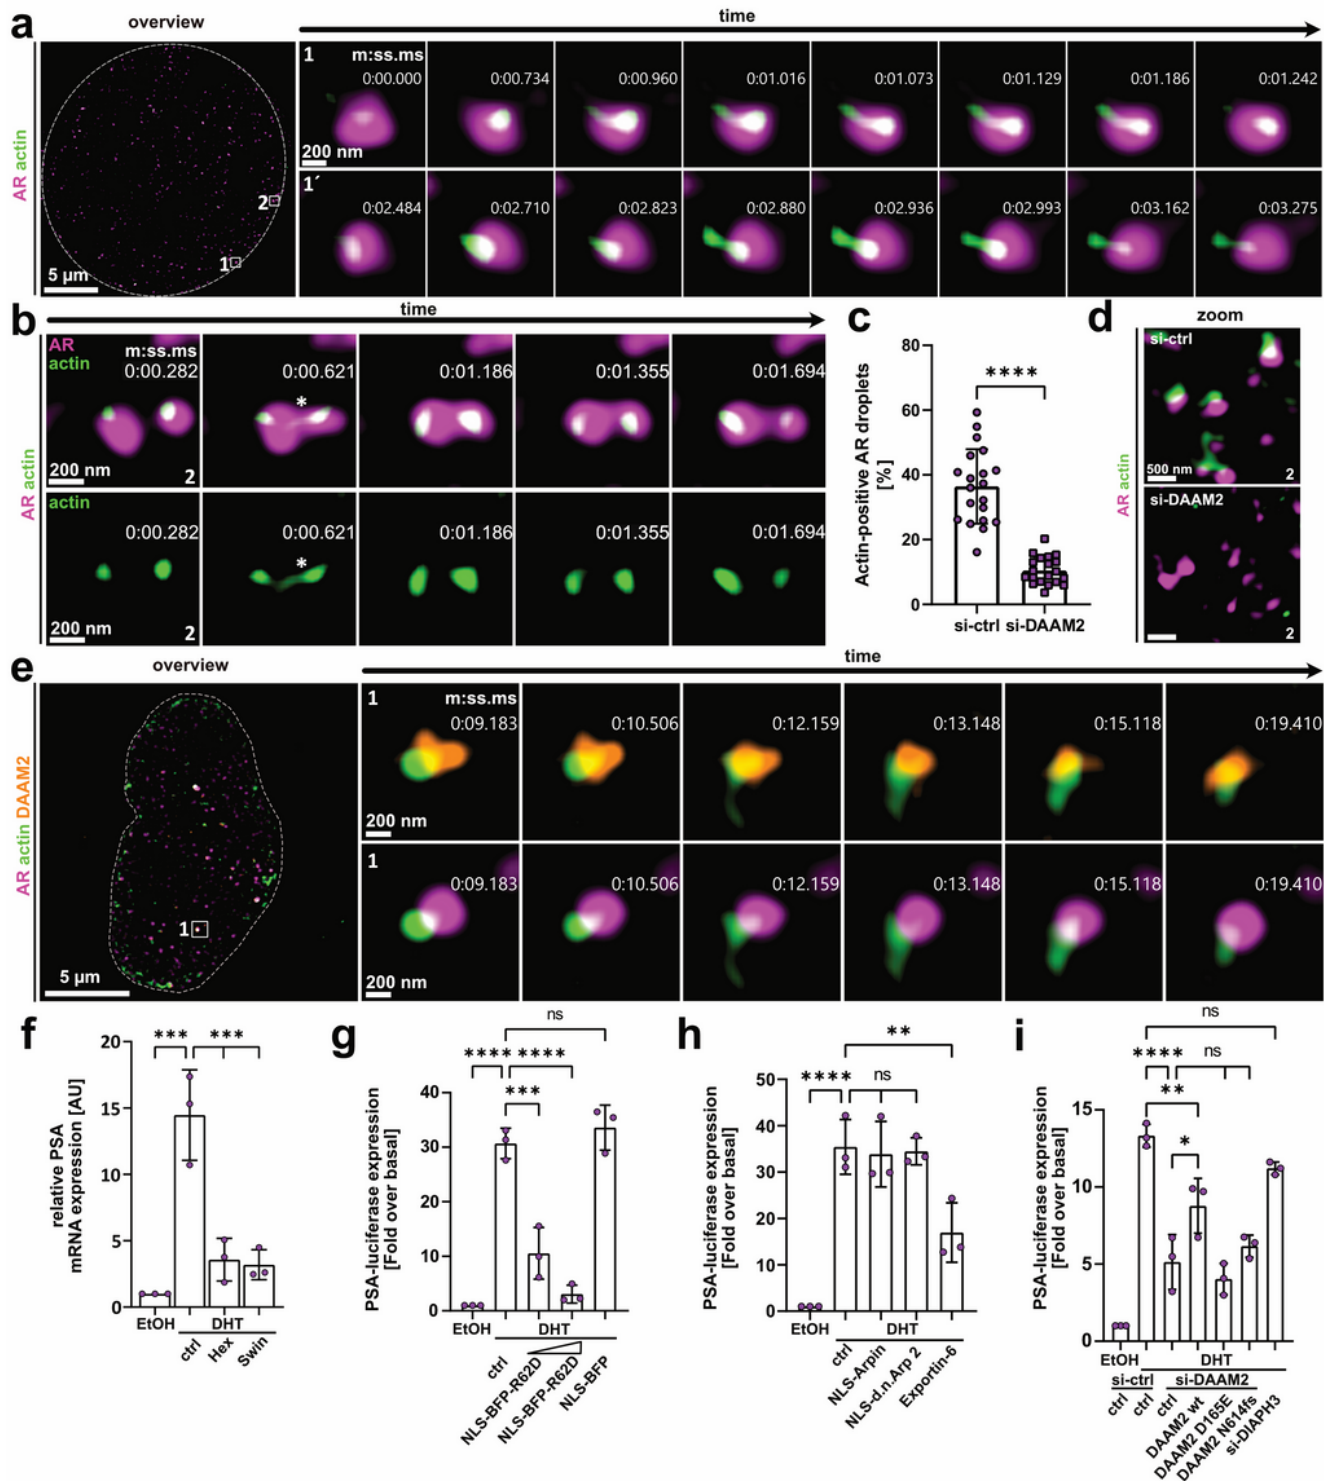 a
overview
time
AR actin
1
2
5 µm
1 m:ss.ms
0:00.000
0:00.734
0:00.960
0:01.016
0:01.073
0:01.129
0:01.186
0:01.242
200 nm
1´
0:02.484
0:02.710
0:02.823
0:02.880
0:02.936
0:02.993
0:03.162
0:03.275
b
time
AR actin
AR
actin
m:ss.ms
0:00.282
0:00.621
0:01.186
0:01.355
0:01.694
*
200 nm
2
actin
0:00.282
0:00.621
0:01.186
0:01.355
0:01.694
*
200 nm
2
c
Actin-positive AR droplets
[%]
80
60
40
20
0
****
si-ctrl si-DAAM2
d
zoom
AR actin
si-ctrl
500 nm
2
si-DAAM2
2
e
overview
time
AR actin DAAM2
1
5 µm
1 m:ss.ms
0:09.183
0:10.506
0:12.159
0:13.148
0:15.118
0:19.410
200 nm
1
0:09.183
0:10.506
0:12.159
0:13.148
0:15.118
0:19.410
200 nm
f
relative PSA
mRNA expression [AU]
20
15
10
5
0
*** ***
EtOH DHT
ctrl
Hex
Swin
g
PSA-luciferase expression
[Fold over basal]
40
30
20
10
0
ns
**** ****
***
EtOH DHT
ctrl
NLS-BFP-R62D
NLS-BFP-R62D
NLS-BFP
h
PSA-luciferase expression
[Fold over basal]
50
40
30
20
10
0
**
**** ns
EtOH DHT
ctrl
NLS-Arpin
NLS-d.n.Arp 2
Exportin-6
i
PSA-luciferase expression
[Fold over basal]
15
10
5
0
ns
**** ns
**
*
EtOH DHT
si-ctrl si-DAAM2
ctrl
ctrl
ctrl
DAAM2 wt
DAAM2 D165E
DAAM2 N614fs
si-DIAPH3